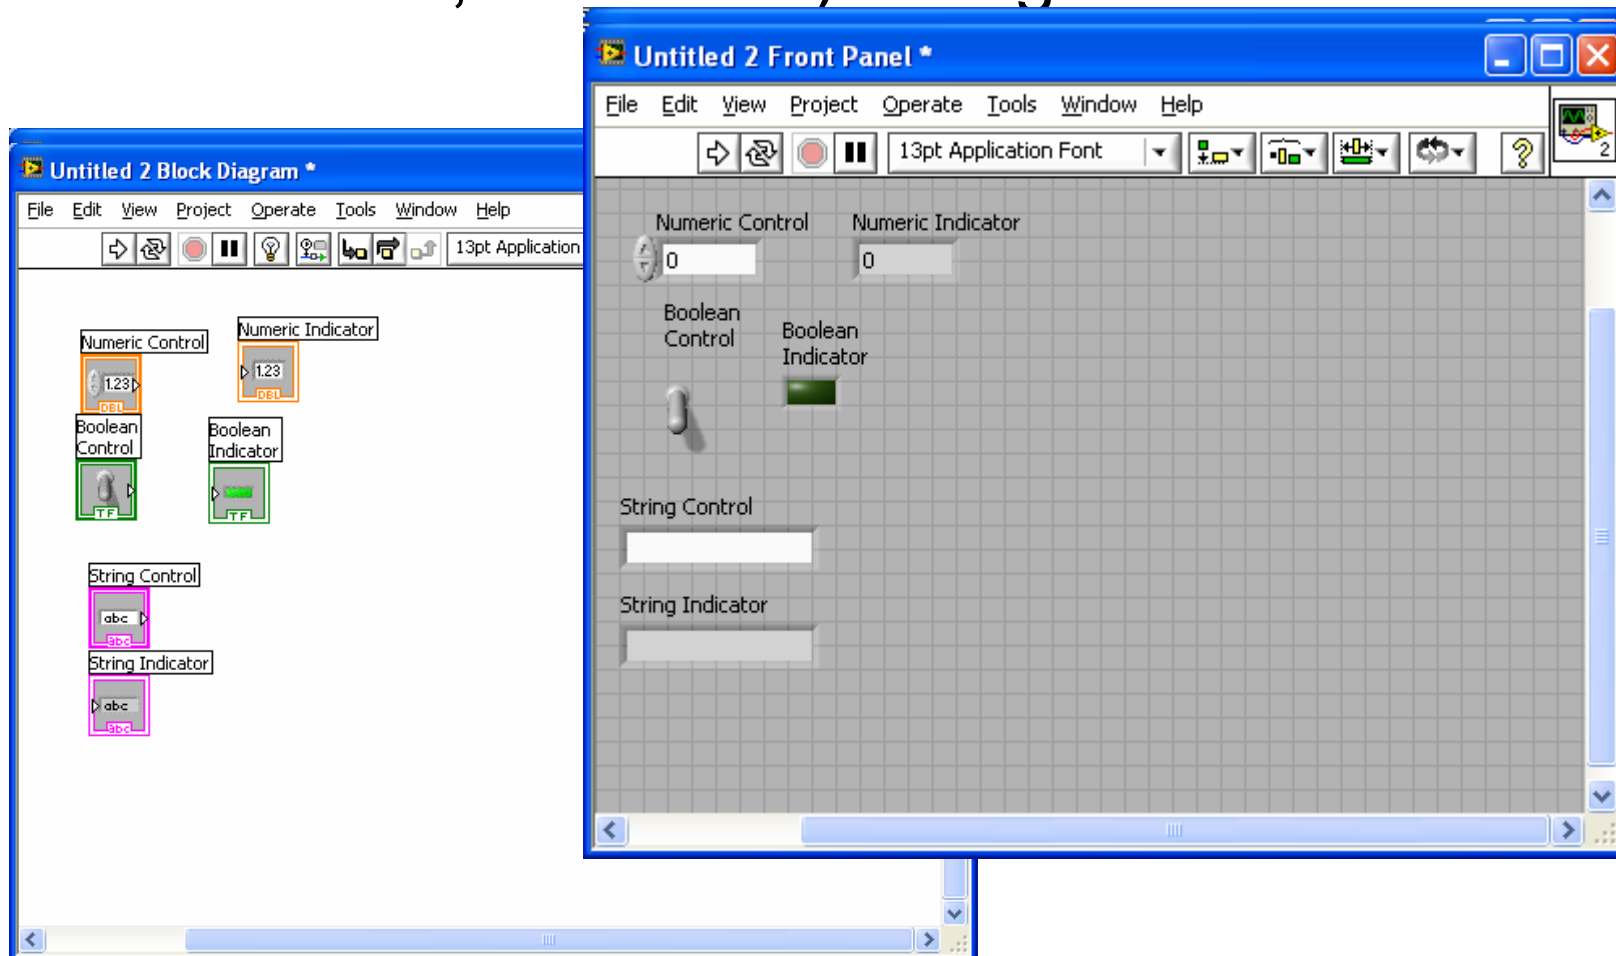 Untitled 2 Front Panel *
File Edit View Project Operate Tools Window Help
13pt Application Font
2
Numeric Control Numeric Indicator
0 0
Boolean
Control
Boolean
Indicator
String Control
String Indicator
Untitled 2 Block Diagram *
File Edit View Project Operate Tools Window Help
13pt Application
Numeric Control
1.23
DBL
Numeric Indicator
1.23
DBL
Boolean
Control
TF
Boolean
Indicator
TF
String Control
abc
abc
String Indicator
abc
abc